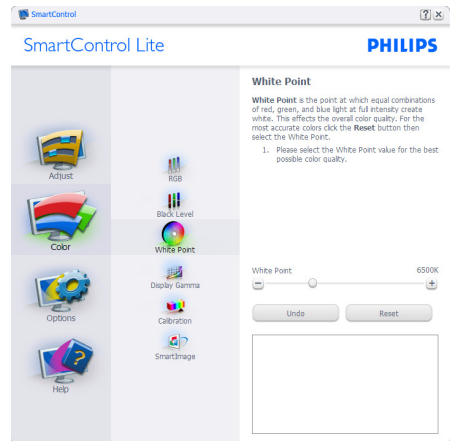 SmartControl
SmartControl Lite
PHILIPS
Adjust
Color
Options
Help
RGB
Black Level
White Point
Display Gamma
Calibration
SmartImage
White Point
White Point is the point at which equal combinations
of red, green, and blue light at full intensity create
white. This effects the overall color quality. For the
most accurate colors click the Reset button then
select the White Point.
1. Please select the White Point value for the best
possible color quality.
White Point 6500K
Undo Reset